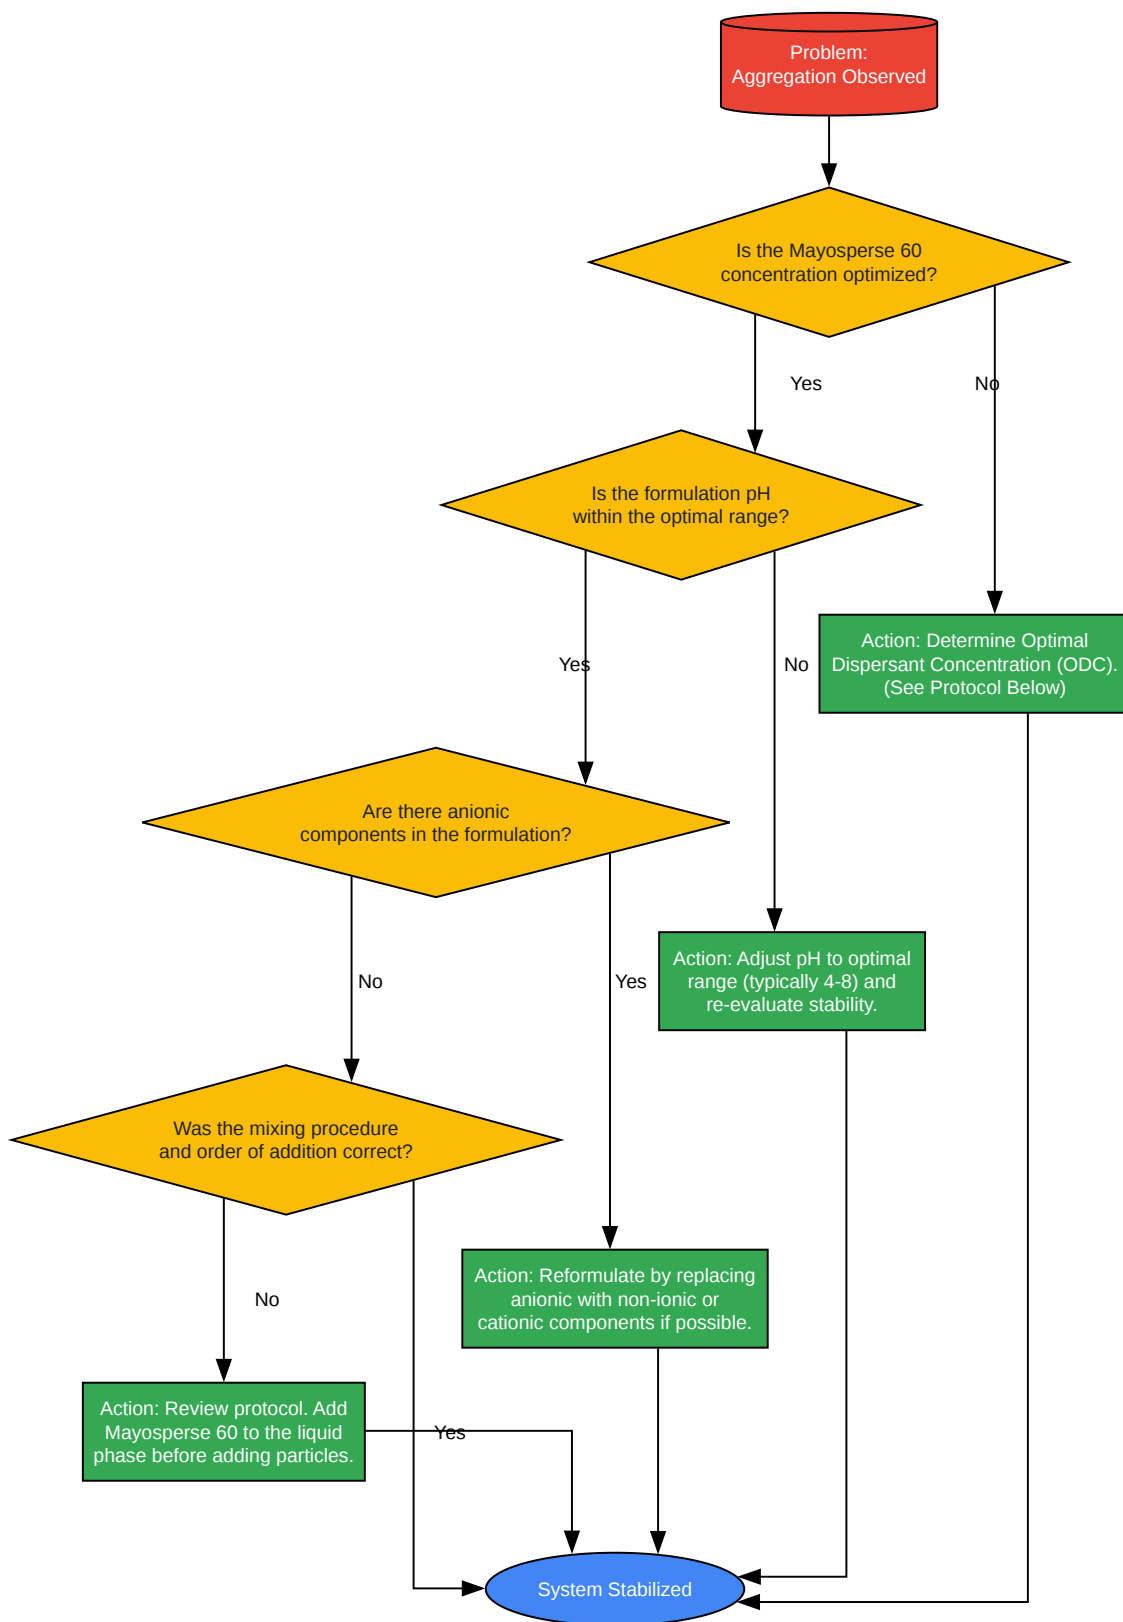 Problem:
Aggregation Observed
Is the Mayosperse 60
concentration optimized?
Yes
No
Is the formulation pH
within the optimal range?
Action: Determine Optimal
Dispersant Concentration (ODC).
(See Protocol Below)
Yes
No
Are there anionic
components in the formulation?
Action: Adjust pH to optimal
range (typically 4-8) and
re-evaluate stability.
No
Yes
Was the mixing procedure
and order of addition correct?
Action: Reformulate by replacing
anionic with non-ionic or
cationic components if possible.
No
Action: Review protocol. Add
Mayosperse 60 to the liquid
phase before adding particles.
Yes
System Stabilized